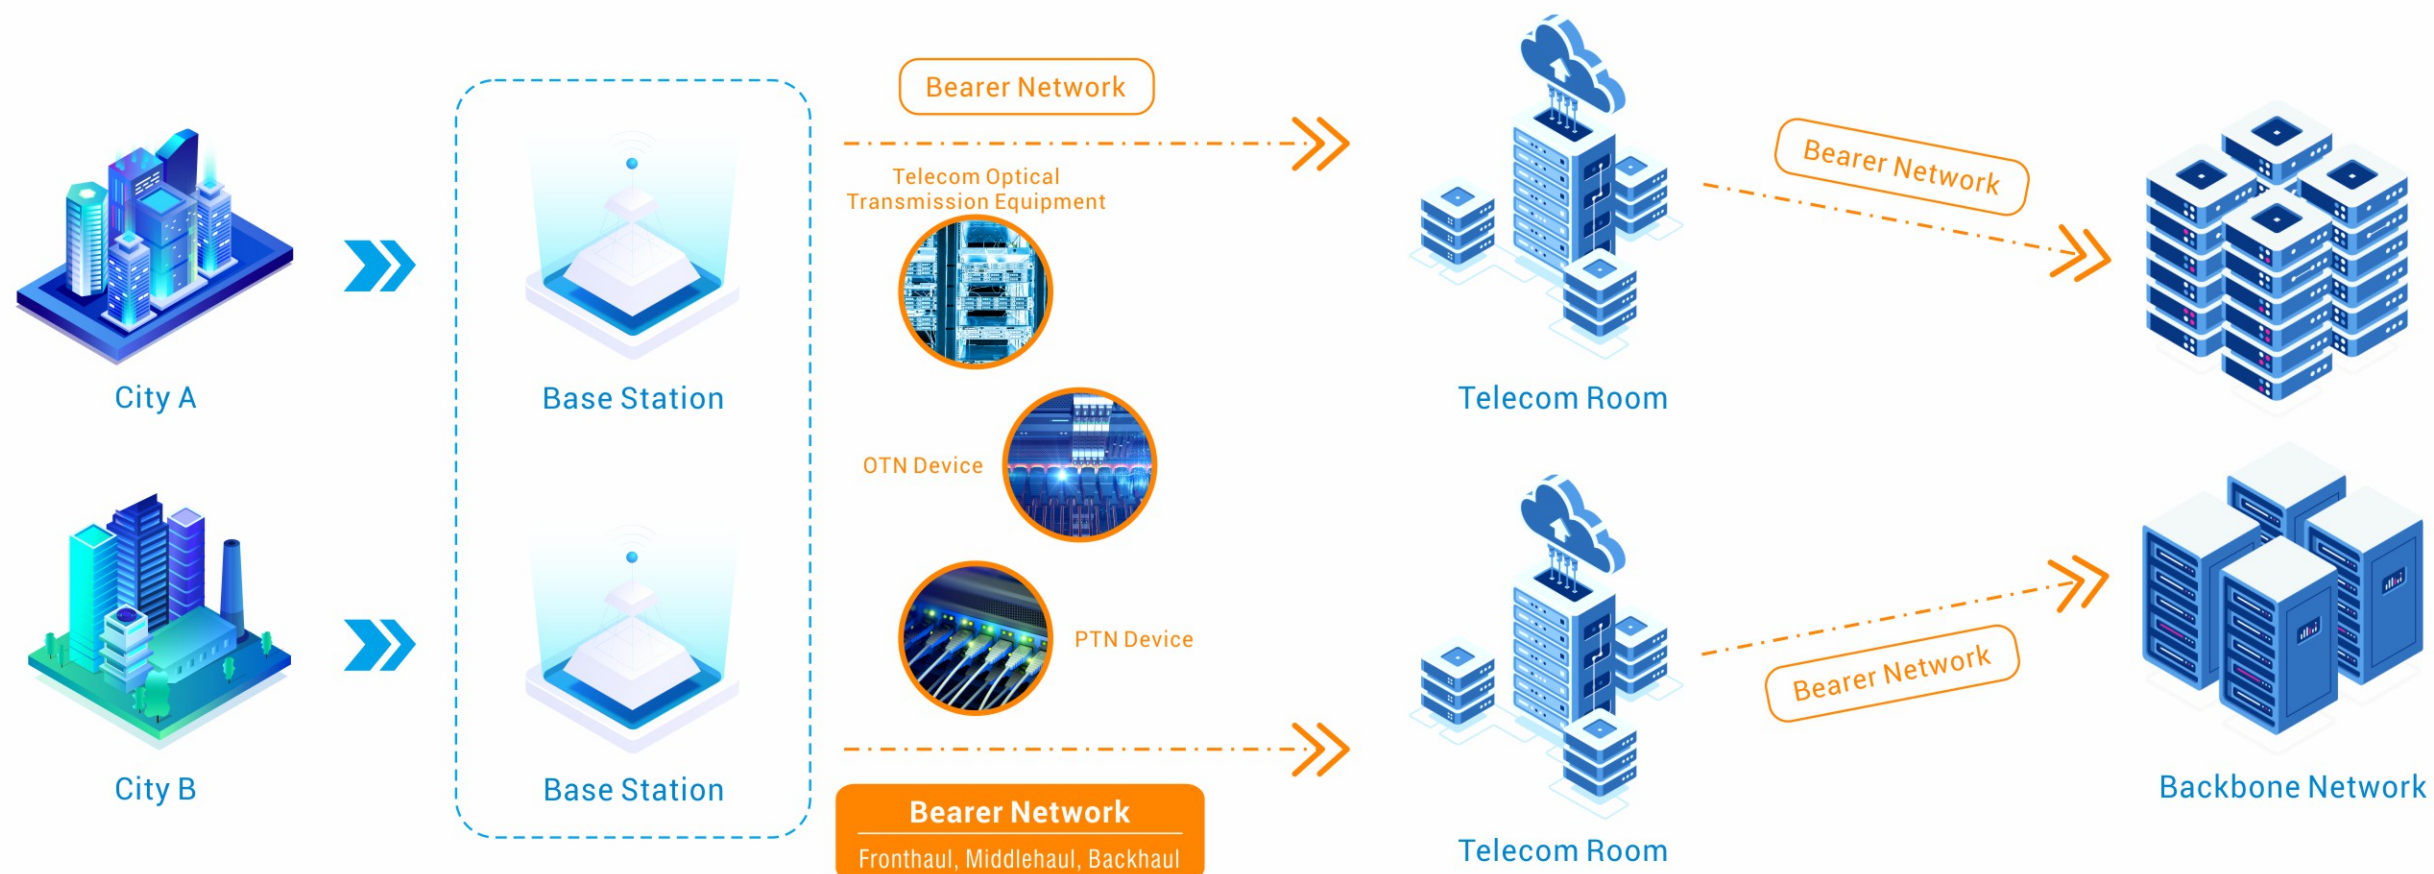 Bearer Network
Telecom Optical
Transmission Equipment
Bearer Network
City A
Base Station
Telecom Room
OTN Device
PTN Device
Bearer Network
City B
Base Station
Backbone Network
Bearer Network
Fronthaul, Middlehaul, Backhaul
Telecom Room